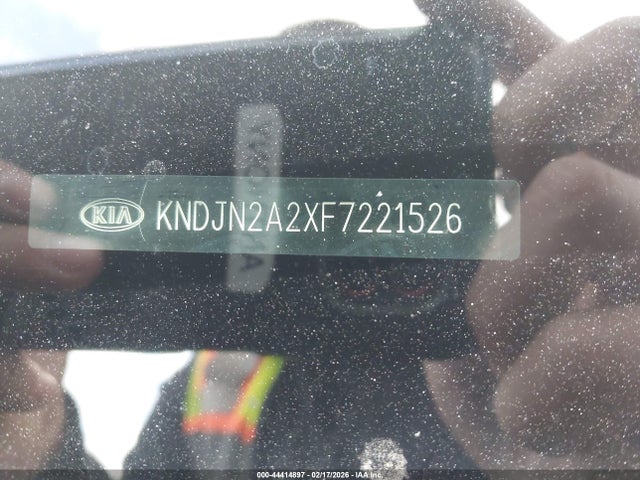 KIA KNDJN2A2XF7221526
000-44414897 - 02/17/2026 - IAA Inc.